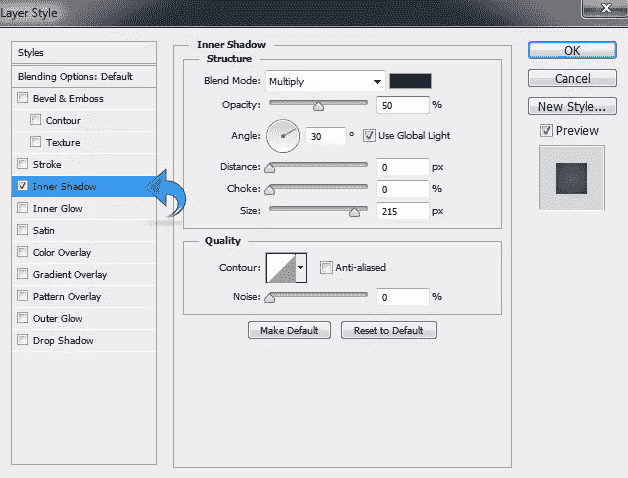 Layer Style
Styles
Blending Options: Default
Bevel & Emboss
Contour
Texture
Stroke
Inner Shadow
Inner Glow
Satin
Color Overlay
Gradient Overlay
Pattern Overlay
Outer Glow
Drop Shadow
Inner Shadow
Structure
Blend Mode: Multiply
Opacity: 50 %
Angle: 30 ° Use Global Light
Distance: 0 px
Choke: 0 %
Size: 215 px
Quality
Contour: Anti-aliased
Noise: 0 %
Make Default Reset to Default
OK
Cancel
New Style...
Preview